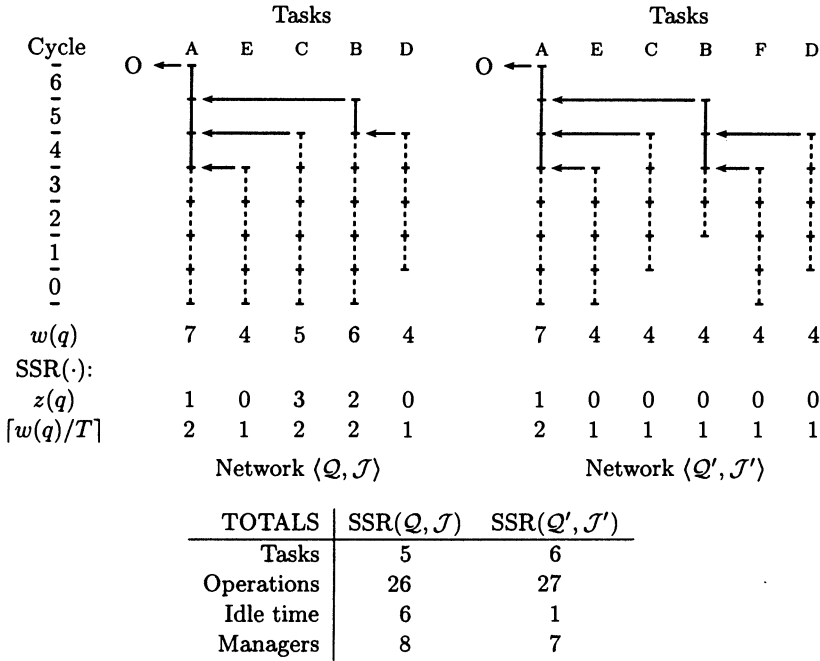 Tasks Tasks
Cycle A E C B D A E C B F D
O O
6
5
4
3
2
1
0
w(q) 7 4 5 6 4 7 4 4 4 4 4
SSR(·):
z(q) 1 0 3 2 0 1 0 0 0 0 0
⌈w(q)/T⌉ 2 1 2 2 1 2 1 1 1 1 1
Network ⟨𝒬, 𝒥⟩ Network ⟨𝒬′, 𝒥′⟩
TOTALS SSR(𝒬, 𝒥) SSR(𝒬′, 𝒥′)
Tasks 5 6
Operations 26 27
Idle time 6 1
Managers 8 7